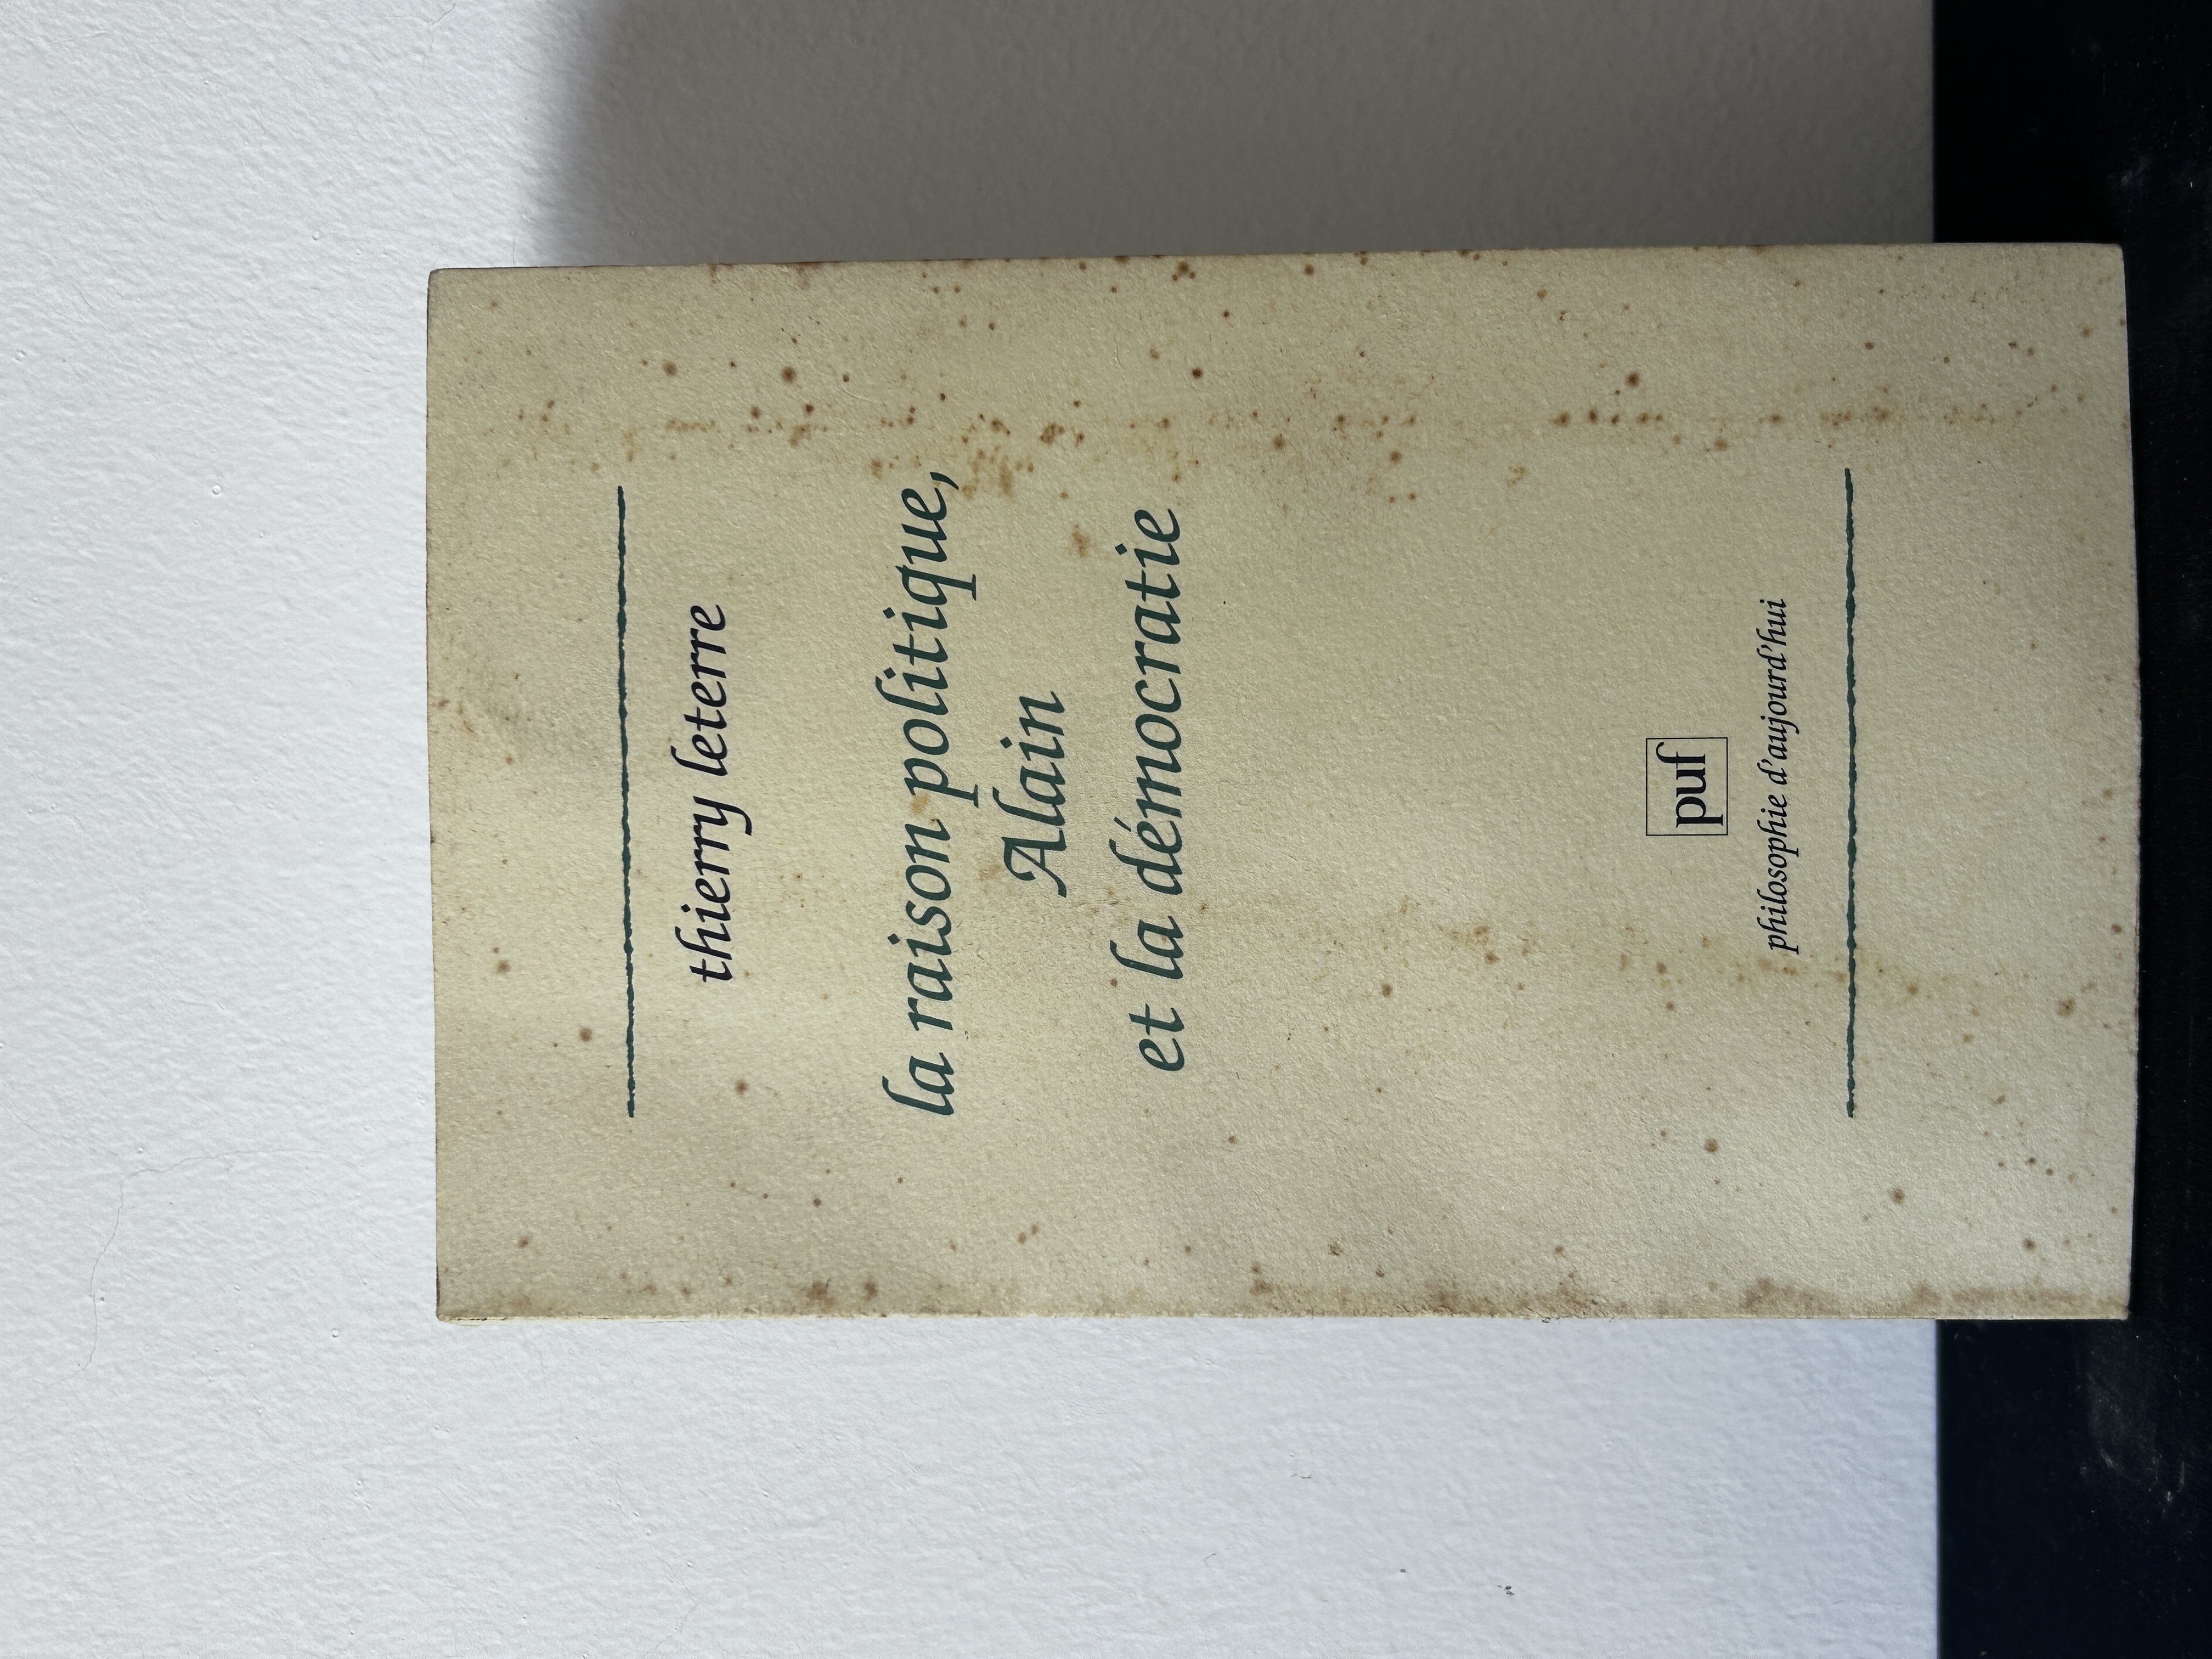 thierry leterre
la raison politique,
Alain
et la démocratie
puf
philosophie d'aujourd'hui